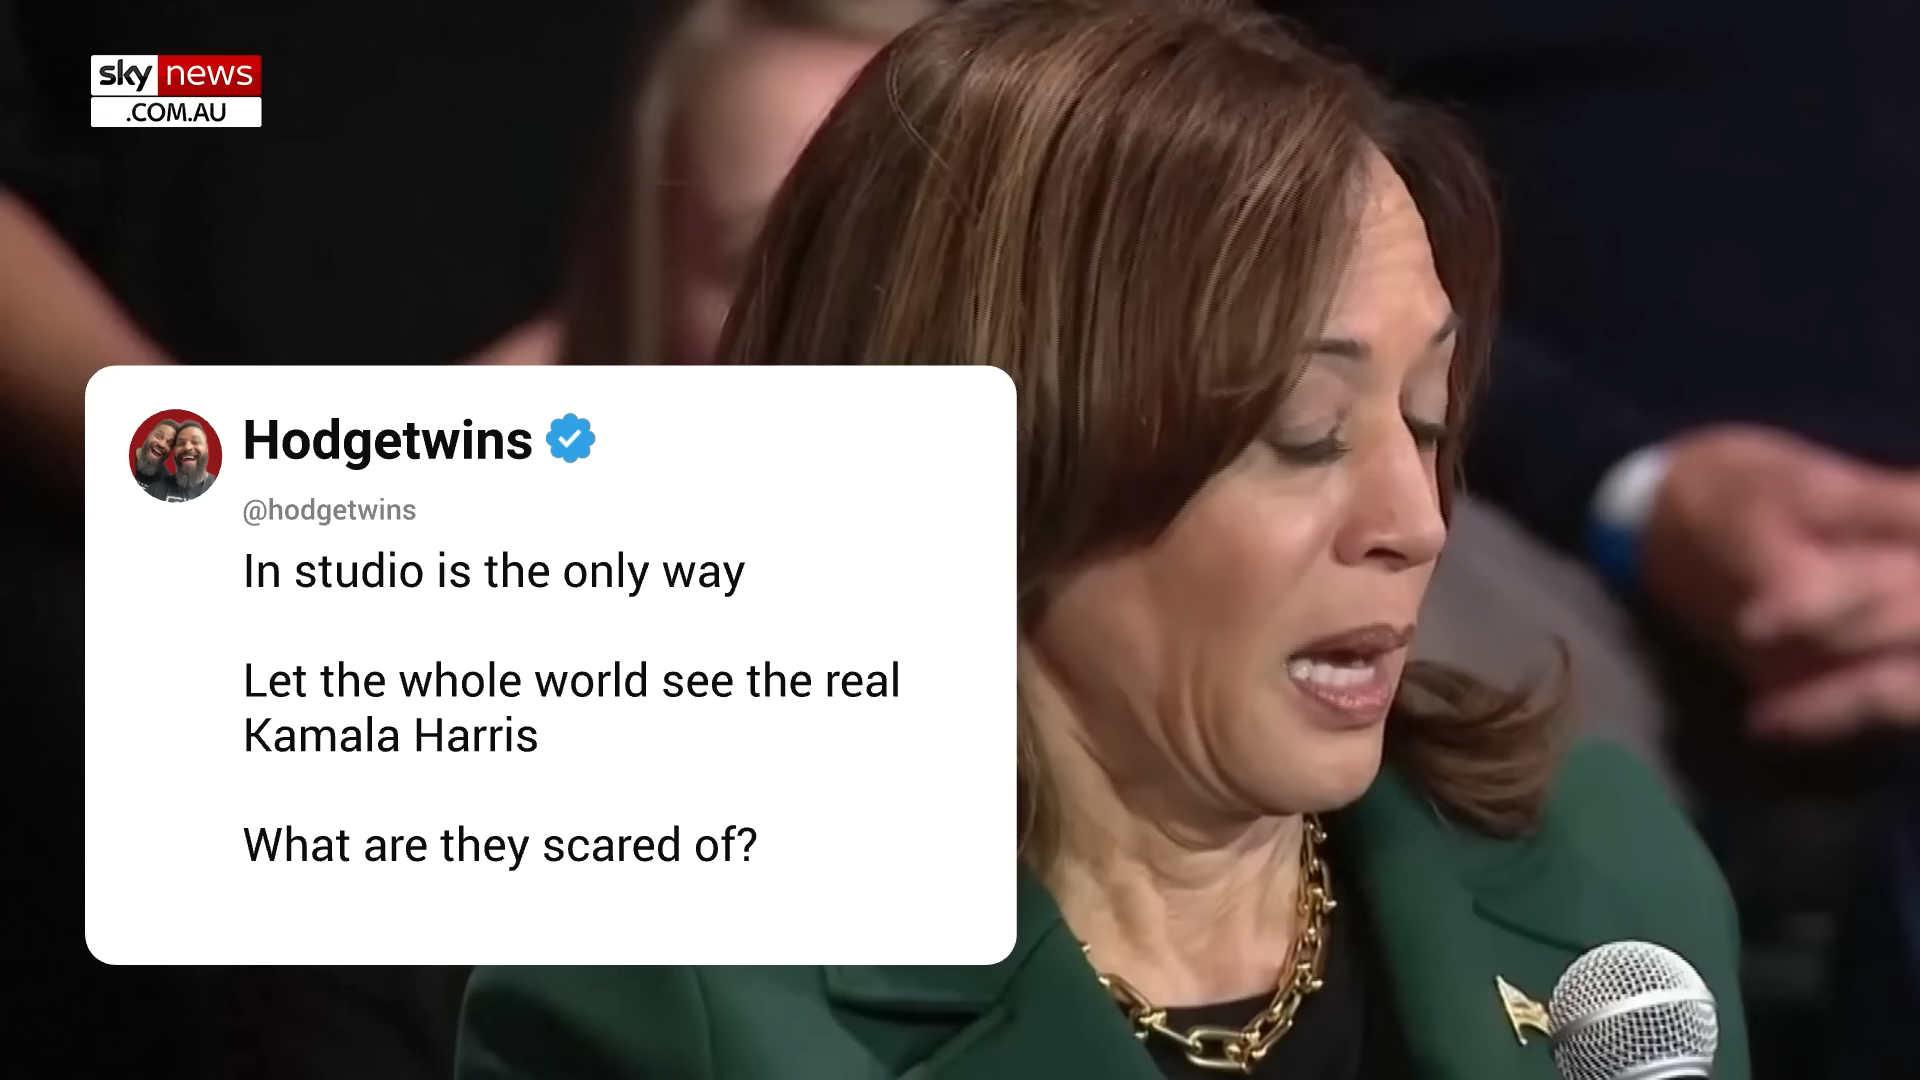 sky news
.COM.AU
Hodgetwins
@hodgetwins
In studio is the only way
Let the whole world see the real
Kamala Harris
What are they scared of?